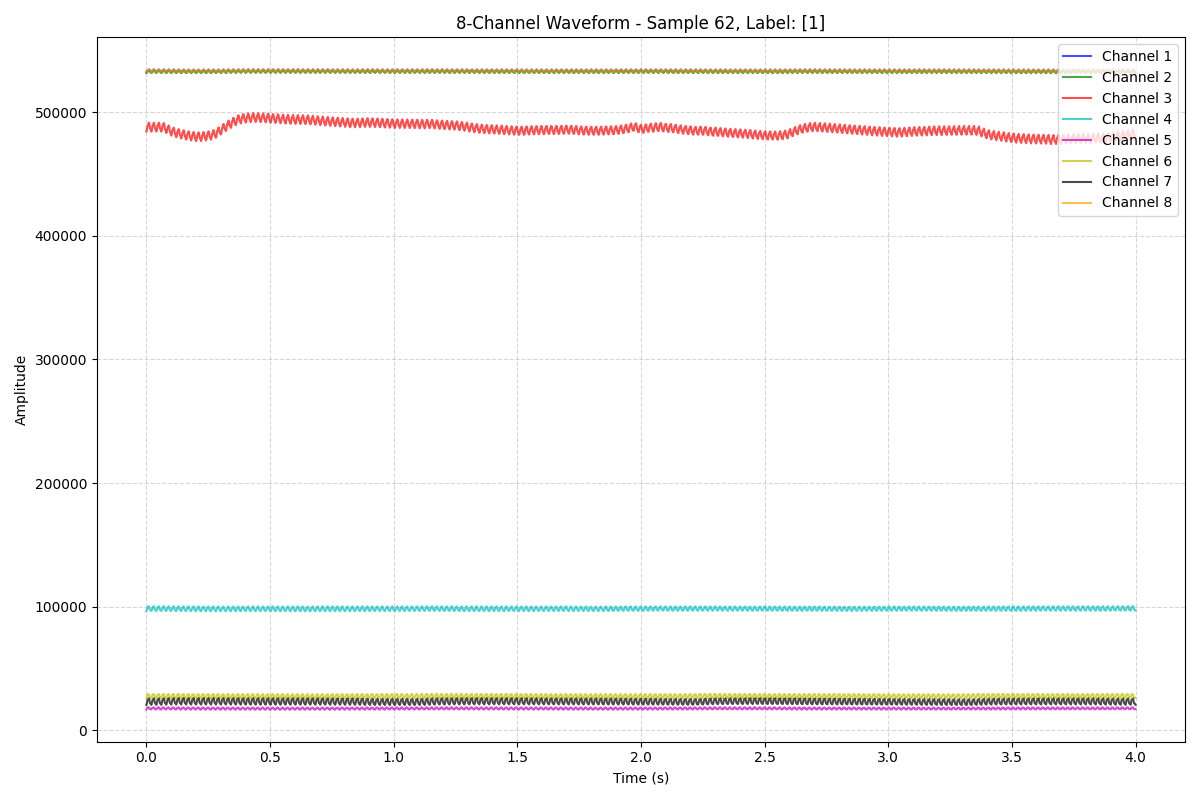 8-Channel Waveform - Sample 62, Label: [1]
Amplitude
500000
400000
300000
200000
100000
0
0.0 0.5 1.0 1.5 2.0 2.5 3.0 3.5 4.0
Time (s)
Channel 1
Channel 2
Channel 3
Channel 4
Channel 5
Channel 6
Channel 7
Channel 8